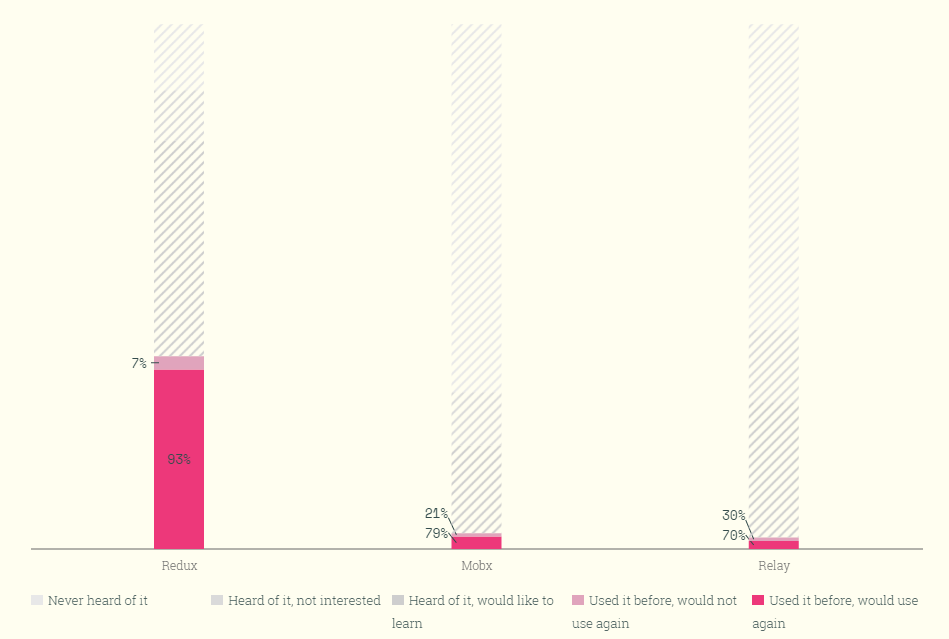 7%
93%
21%
79%
30%
70%
Redux
Mobx
Relay
Never heard of it
Heard of it, not interested
Heard of it, would like to
learn
Used it before, would not
use again
Used it before, would use
again